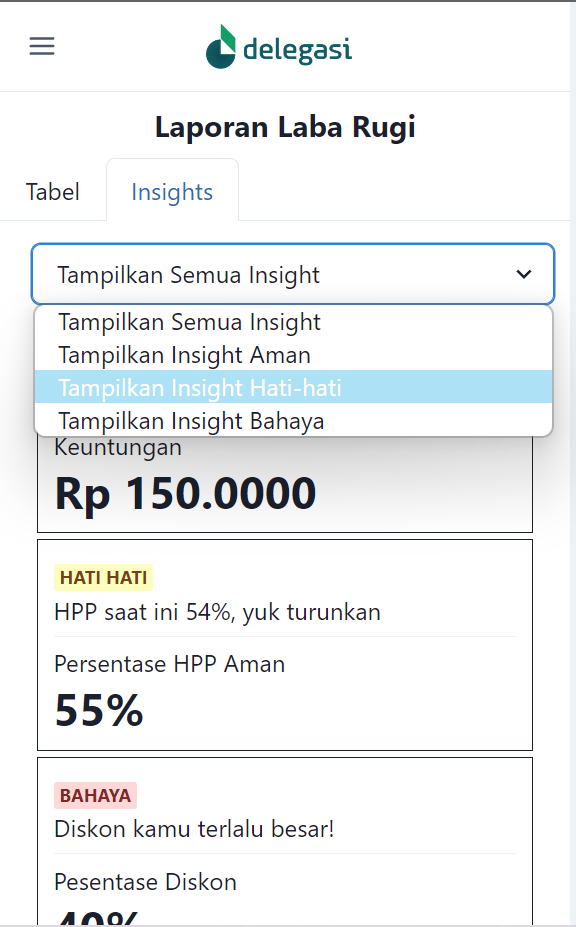 delegasi
Laporan Laba Rugi
Tabel
Insights
Tampilkan Semua Insight
Tampilkan Semua Insight
Tampilkan Insight Aman
Tampilkan Insight Hati-hati
Tampilkan Insight Bahaya
Keuntungan
Rp 150.0000
HATI HATI
HPP saat ini 54%, yuk turunkan
Persentase HPP Aman
55%
BAHAYA
Diskon kamu terlalu besar!
Pesentase Diskon
40%